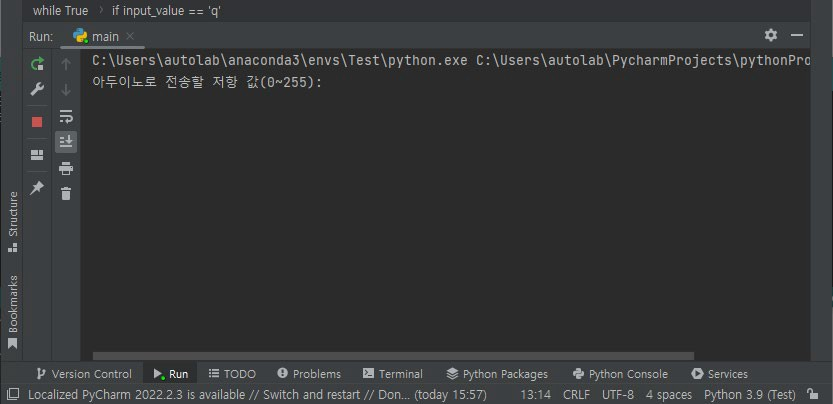 while True > if input_value == 'q'
Run: main
C:\Users\autolab\anaconda3\envs\Test\python.exe C:\Users\autolab\PycharmProjects\pythonPro
아두이노로 전송할 저항 값(0~255):
Structure
Bookmarks
Version Control Run TODO Problems Terminal Python Packages Python Console Services
Localized PyCharm 2022.2.3 is available // Switch and restart // Don... (today 15:57) 13:14 CRLF UTF-8 4 spaces Python 3.9 (Test)